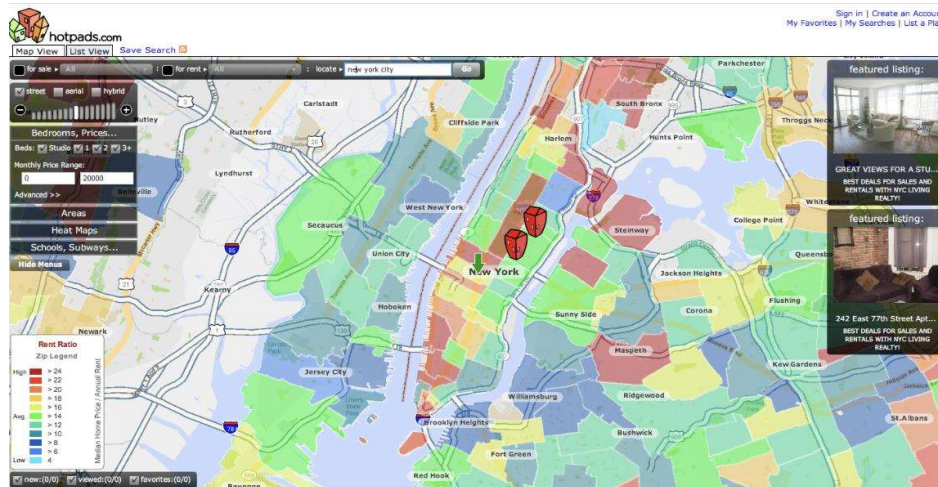 Sign in | Create an Accou
My Favorites | My Searches | List a Pla
hotpads.com
Map View
List View
Save Search
for sale
All
for rent
All
locate
new york city
Go
street
aerial
hybrid
Bedrooms, Prices...
Beds: Studio 1 2 3+
Monthly Price Range:
0
20000
Advanced >>
Areas
Heat Maps
Schools, Subways...
Hide Menus
featured listing:
GREAT VIEWS FOR A STU...
BEST DEALS FOR SALES AND
RENTALS WITH NYC LIVING
REALTY!
featured listing:
242 East 77th Street Apt...
BEST DEALS FOR SALES AND
RENTALS WITH NYC LIVING
REALTY!
Parkchester
Carlstadt
South Bronx
Cliffside Park
Throggs Neck
Rutherford
Harlem
Hunts Point
Lyndhurst
Belleville
West New York
College Point
Secaucus
Steinway
Union City
New York
Jackson Heights
Kearny
Hoboken
Flushing
Sunny Side
Corona
Newark
Maspeth
Kew Gardens
Jersey City
Williamsburg
Ridgewood
Brooklyn Heights
Bushwick
St.Albans
Fort Green
Red Hook
Bayonne
Rent Ratio
Zip Legend
High
> 24
> 22
> 20
> 18
> 16
Avg.
> 14
> 12
> 10
> 8
> 6
Low
4
Median Home Price / Annual Rent
new:(0/0)
viewed:(0/0)
favorites:(0/0)